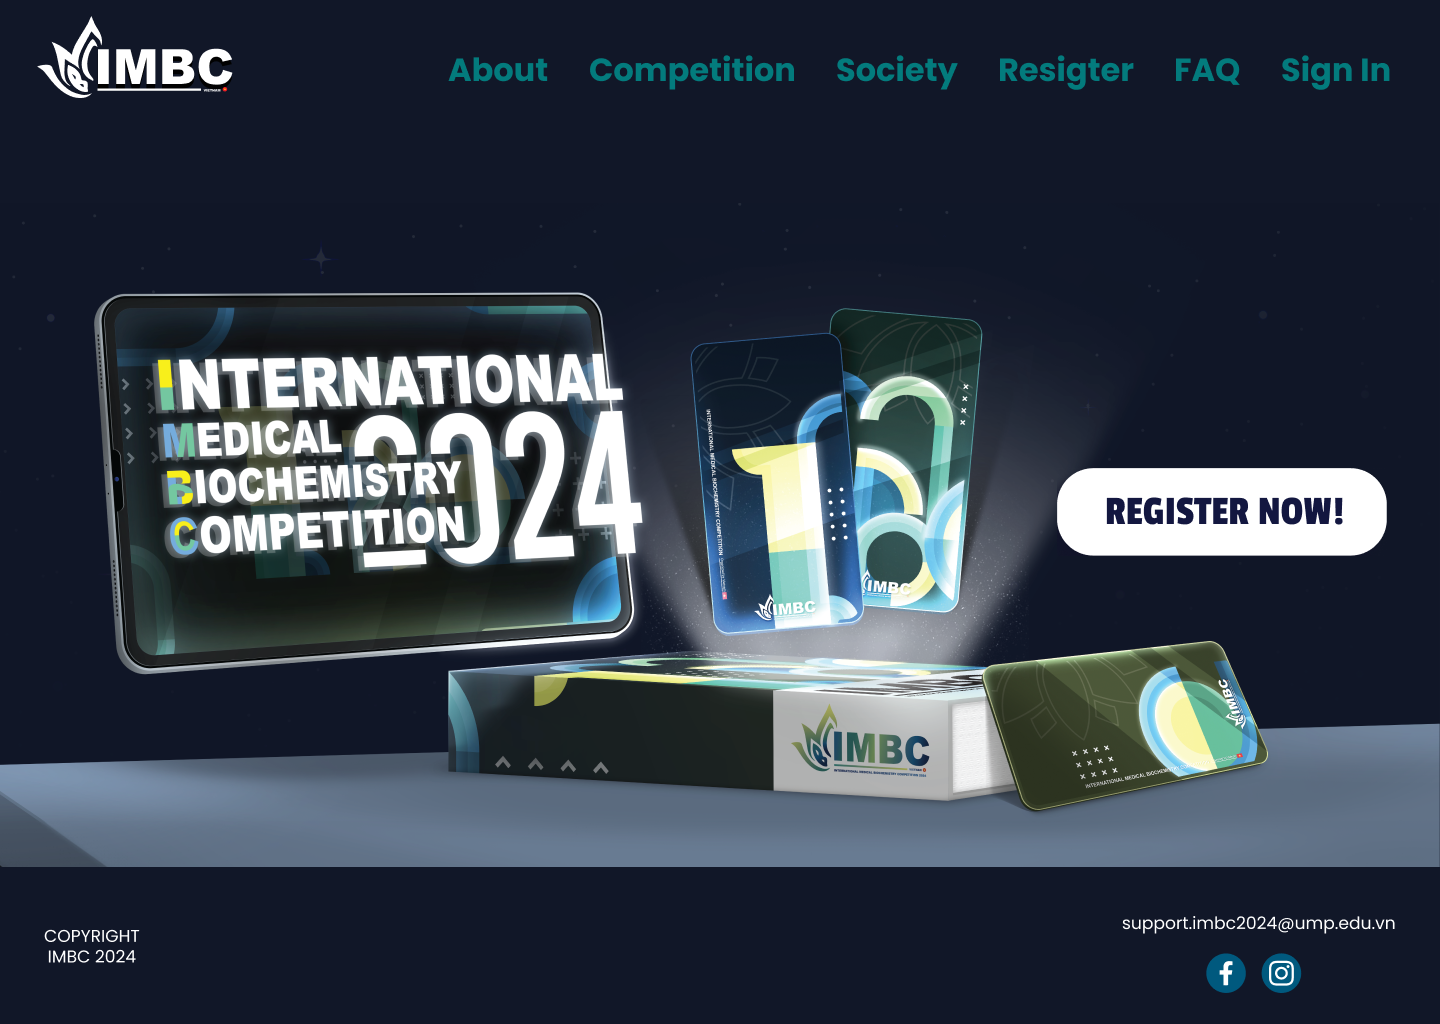 IMBC
VIETNAM
About Competition Society Resigter FAQ Sign In
INTERNATIONAL
MEDICAL
BIOCHEMISTRY
COMPETITION
2024
INTERNATIONAL MEDICAL BIOCHEMISTRY COMPETITION
IMBC
IMBC
REGISTER NOW!
IMBC
INTERNATIONAL MEDICAL BIOCHEMISTRY COMPETITION 2024
IMBC
INTERNATIONAL MEDICAL BIOCHEMISTRY
COPYRIGHT
IMBC 2024
support.imbc2024@ump.edu.vn